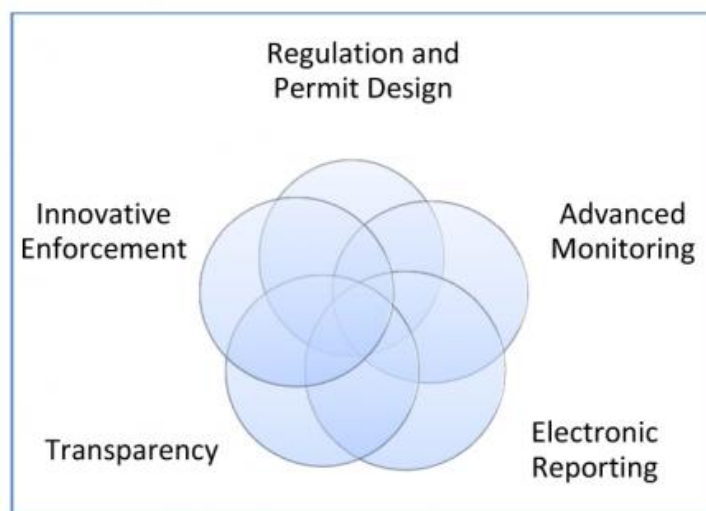 Regulation and
Permit Design
Innovative
Enforcement
Advanced
Monitoring
Transparency
Electronic
Reporting